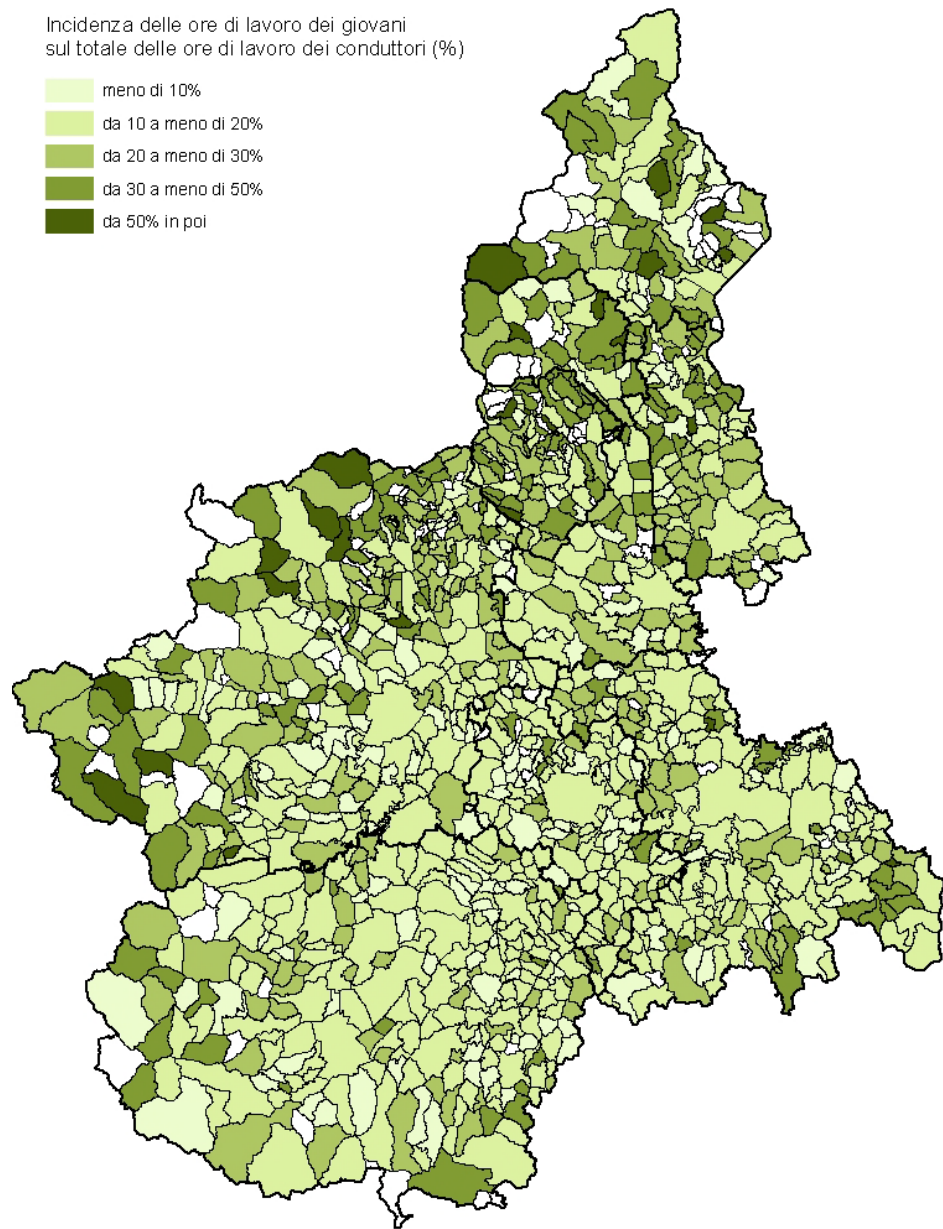 Incidenza delle ore di lavoro dei giovani
sul totale delle ore di lavoro dei conduttori (%)
meno di 10%
da 10 a meno di 20%
da 20 a meno di 30%
da 30 a meno di 50%
da 50% in poi